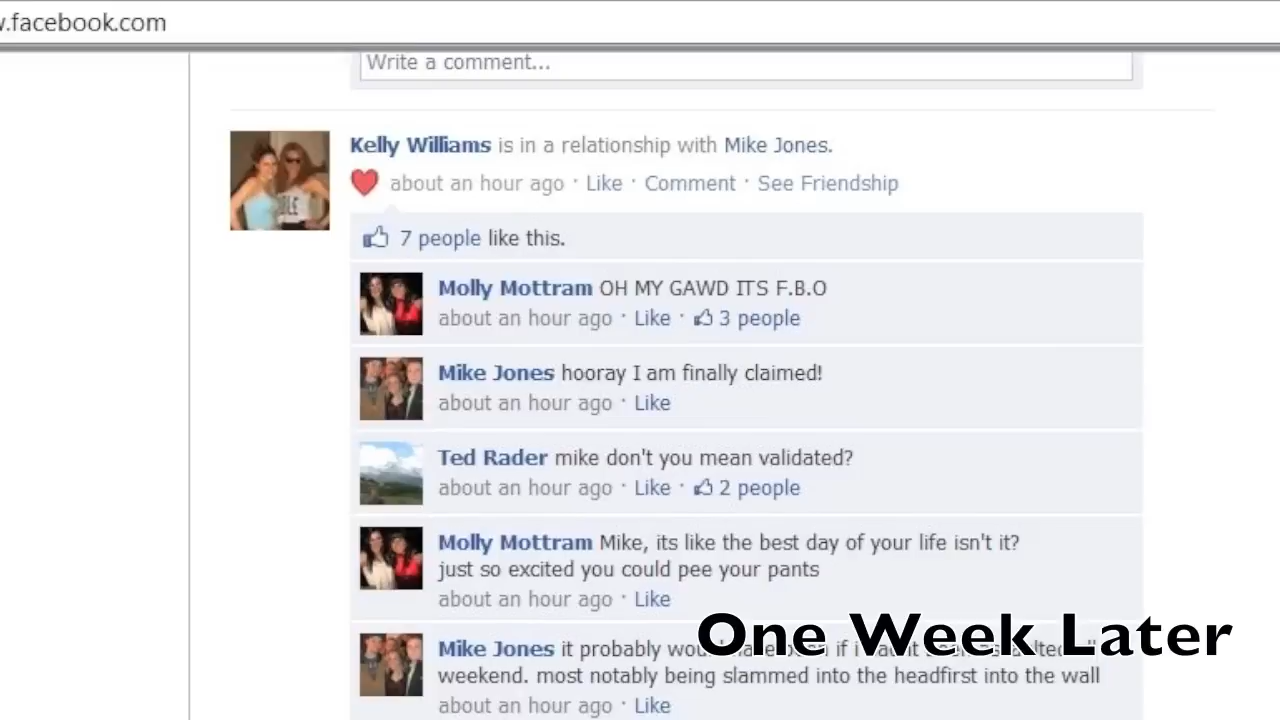 w.facebook.com
Write a comment...
Kelly Williams is in a relationship with Mike Jones.
about an hour ago · Like · Comment · See Friendship
7 people like this.
Molly Mottram OH MY GAWD ITS F.B.O
about an hour ago · Like · 3 people
Mike Jones hooray I am finally claimed!
about an hour ago · Like
Ted Rader mike don't you mean validated?
about an hour ago · Like · 2 people
Molly Mottram Mike, its like the best day of your life isn't it?
just so excited you could pee your pants
about an hour ago · Like
One Week Later
Mike Jones it probably if i
weekend. most notably being slammed into the headfirst into the wall
about an hour ago · Like